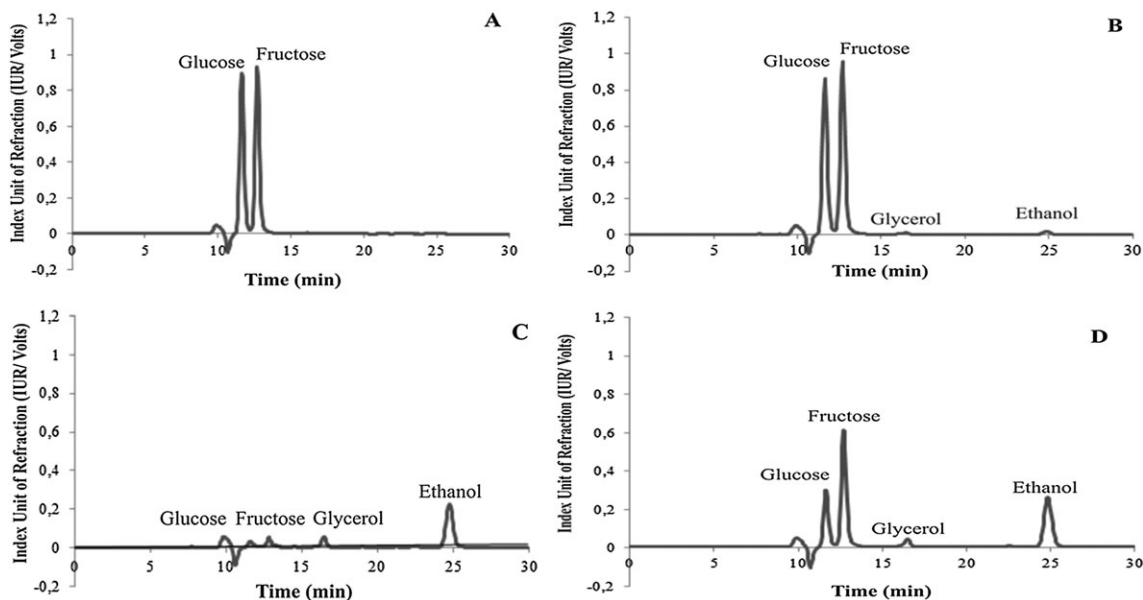 A
Index Unit of Refraction (IUR/ Volts)
1,2
1
0,8
0,6
0,4
0,2
0
-0,2
Glucose
Fructose
0 5 10 15 20 25 30
Time (min)
B
Index Unit of Refraction (IUR/ Volts)
1,2
1
0,8
0,6
0,4
0,2
0
-0,2
Glucose
Fructose
Glycerol
Ethanol
0 5 10 15 20 25 30
Time (min)
C
Index Unit of Refraction (IUR/ Volts)
1,2
1
0,8
0,6
0,4
0,2
0
-0,2
Glucose Fructose Glycerol
Ethanol
0 5 10 15 20 25 30
Time (min)
D
Index Unit of Refraction (IUR/ Volts)
1,2
1
0,8
0,6
0,4
0,2
0
-0,2
Fructose
Glucose
Glycerol
Ethanol
0 5 10 15 20 25 30
Time (min)